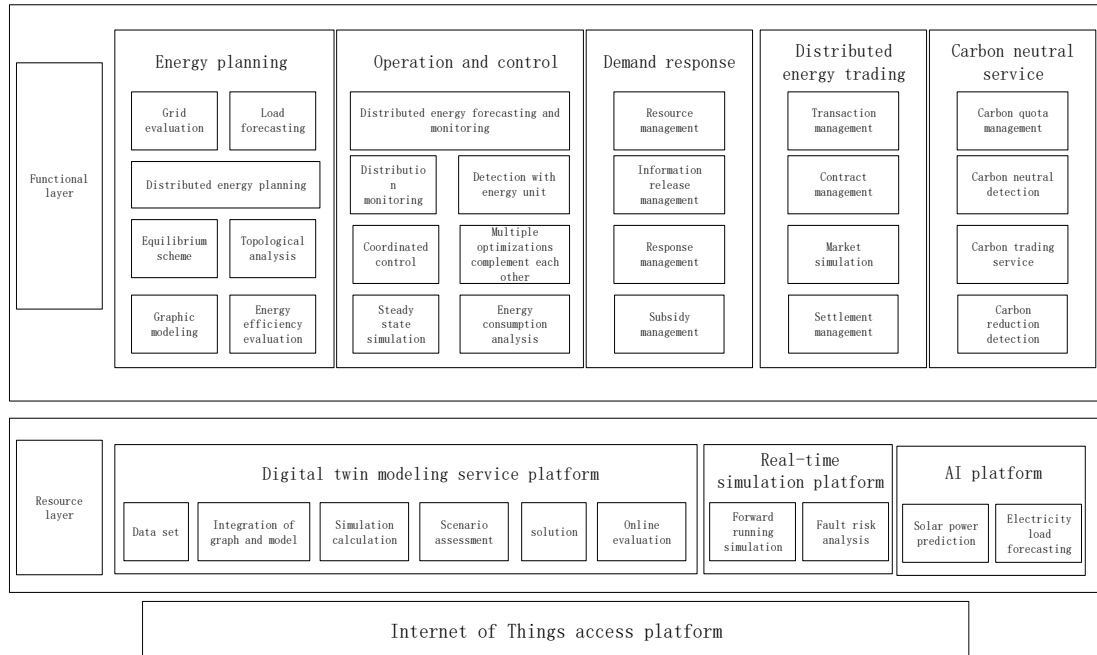 Functional
layer
Energy planning
Grid
evaluation
Load
forecasting
Distributed energy planning
Equilibrium
scheme
Topological
analysis
Graphic
modeling
Energy
efficiency
evaluation
Operation and control
Distributed energy forecasting and
monitoring
Distributio
n
monitoring
Detection with
energy unit
Coordinated
control
Multiple
optimizations
complement each
other
Steady
state
simulation
Energy
consumption
analysis
Demand response
Resource
management
Information
release
management
Response
management
Subsidy
management
Distributed
energy trading
Transaction
management
Contract
management
Market
simulation
Settlement
management
Carbon neutral
service
Carbon quota
management
Carbon neutral
detection
Carbon trading
service
Carbon
reduction
detection
Resource
layer
Digital twin modeling service platform
Data set
Integration of
graph and model
Simulation
calculation
Scenario
assessment
solution
Online
evaluation
Real-time
simulation platform
Forward
running
simulation
Fault risk
analysis
AI platform
Solar power
prediction
Electricity
load
forecasting
Internet of Things access platform